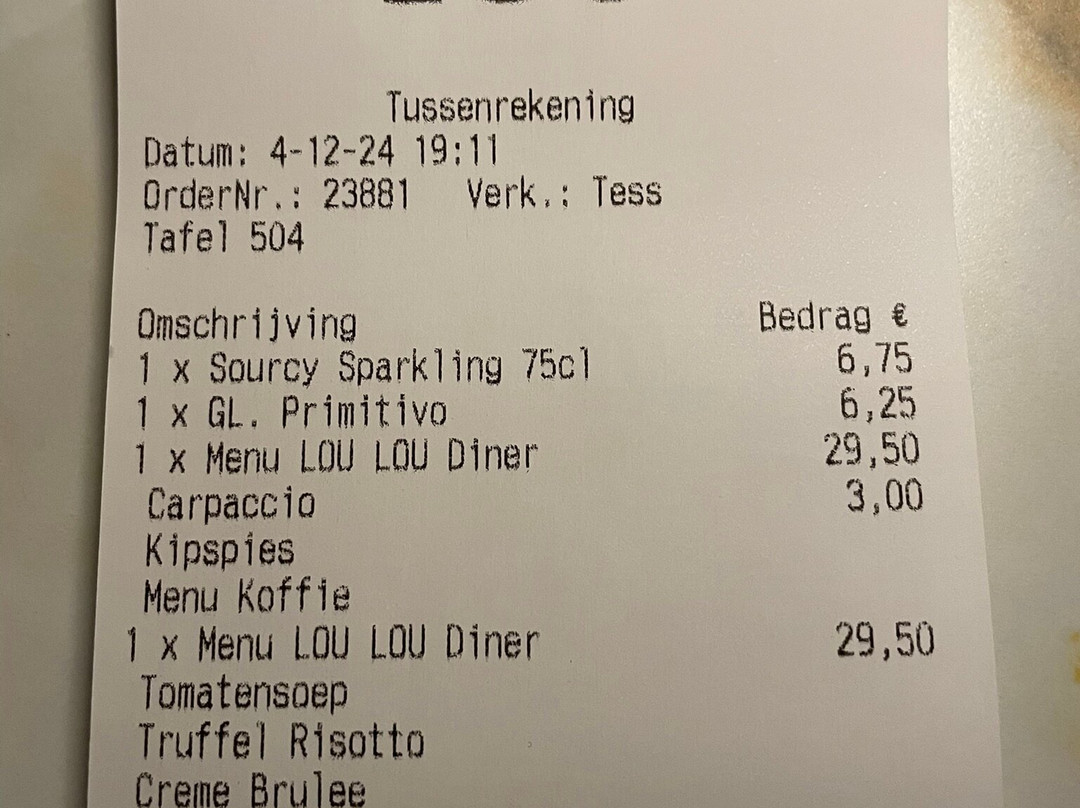 Tussenrekening
Datum: 4-12-24 19:11
OrderNr.: 23881 Verk.: Tess
Tafel 504
Omschrijving Bedrag €
1 x Sourcy Sparkling 75cl 6,75
1 x GL. Primitivo 6,25
1 x Menu LOU LOU Diner 29,50
Carpaccio 3,00
Kipspies
Menu Koffie
1 x Menu LOU LOU Diner 29,50
Tomatensoep
Truffel Risotto
Creme Brulee